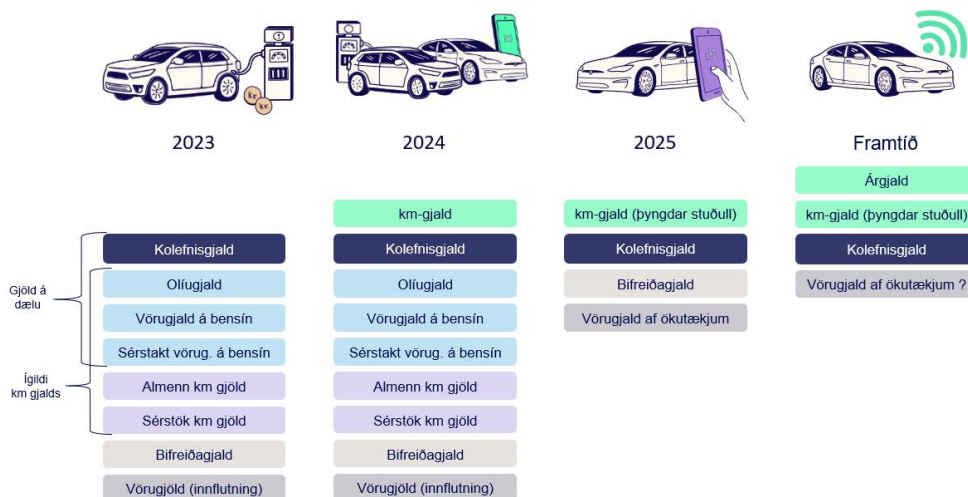 2023
2024
2025
Framtíð
Gjöld á
dælu
Ígildi
km gjalds
Kolefnisgjald
Olíugjald
Vörugjald á bensín
Sérstakt vörug. á bensín
Almenn km gjöld
Sérstök km gjöld
Bifreiðagjald
Vörugjöld (innflutning)
km-gjald
Kolefnisgjald
Olíugjald
Vörugjald á bensín
Sérstakt vörug. á bensín
Almenn km gjöld
Sérstök km gjöld
Bifreiðagjald
Vörugjöld (innflutning)
km-gjald (þyngdar stuðull)
Kolefnisgjald
Bifreiðagjald
Vörugjald af ökutækjum
Árgjald
km-gjald (þyngdar stuðull)
Kolefnisgjald
Vörugjald af ökutækjum ?